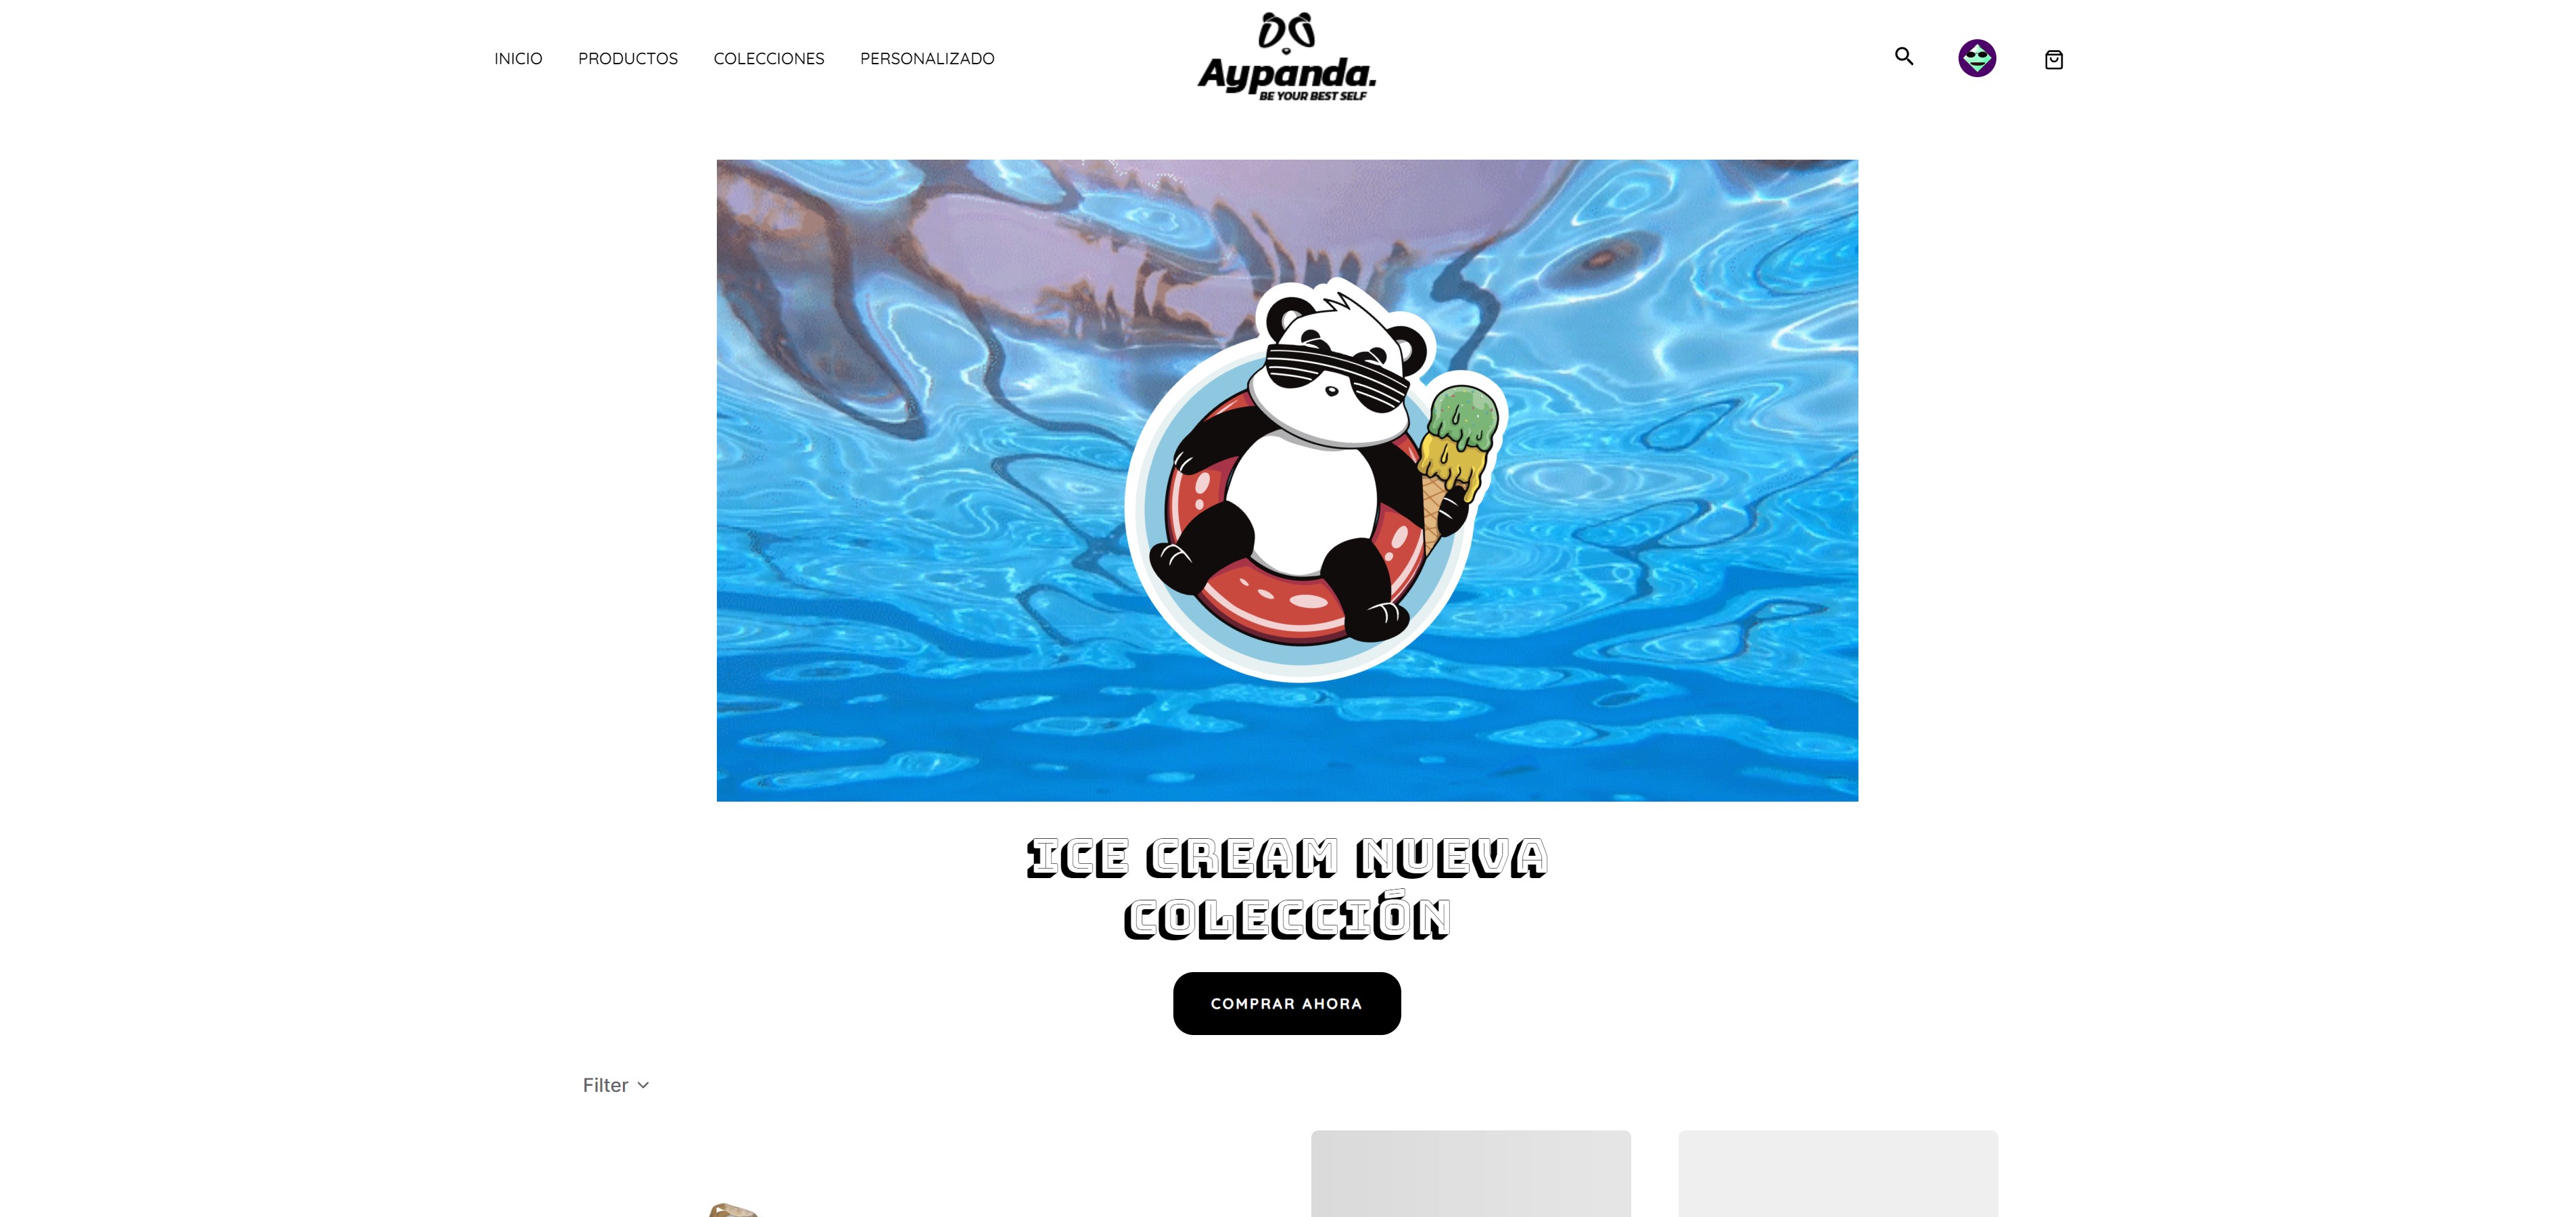 INICIO
PRODUCTOS
COLECCIONES
PERSONALIZADO
Aypanda.
BE YOUR BEST SELF
ICE CREAM NUEVA
COLECCIÓN
COMPRAR AHORA
Filter